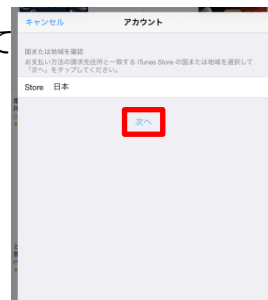 キャンセル アカウント
て
国または地域を確認
お支払い方法の請求先住所と一致する iTunes Store の国または地域を選択して
「次へ」をタップしてください。
Store 日本
次へ